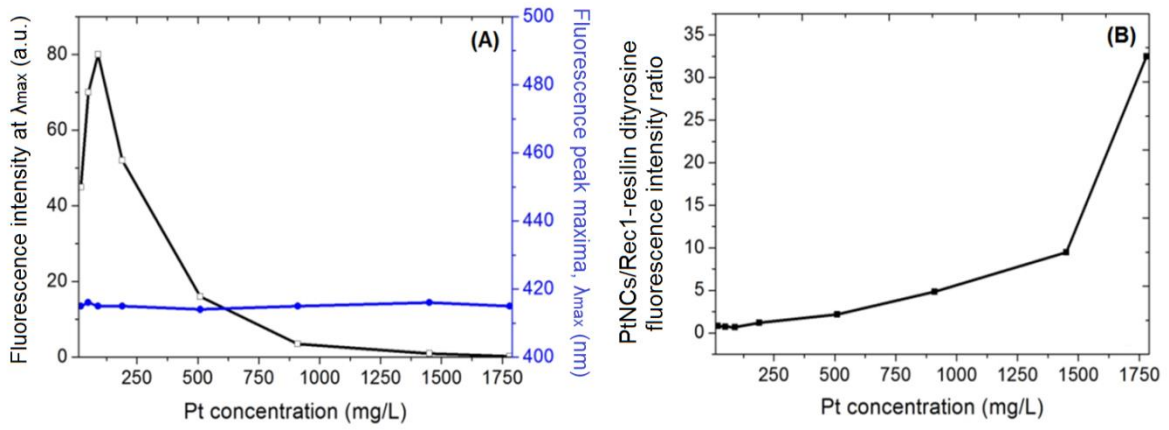 (A)
Fluorescence intensity at λmax (a.u.)
80
60
40
20
0
250 500 750 1000 1250 1500 1750
Pt concentration (mg/L)
500
480
460
440
420
400
Fluorescence peak maxima, λmax (nm)
(B)
PtNCs/Rec1-resilin dityrosine
fluorescence intensity ratio
35
30
25
20
15
10
5
0
250 500 750 1000 1250 1500 1750
Pt concentration (mg/L)